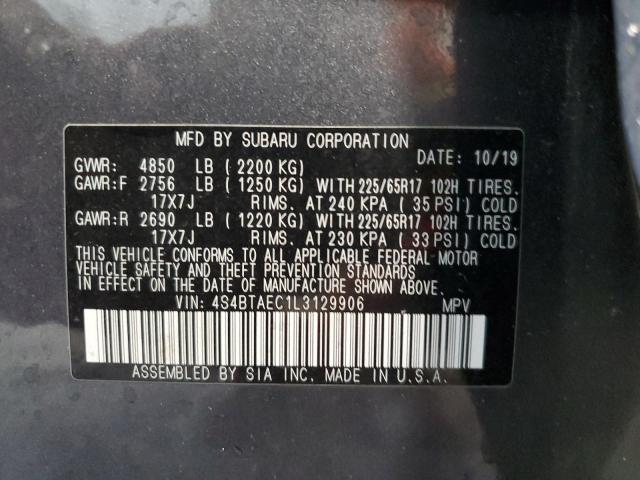 MFD BY SUBARU CORPORATION
GVWR: 4850 LB ( 2200 KG) DATE: 10/19
GAWR:F 2756 LB ( 1250 KG) WITH 225/65R17 102H TIRES.
17X7J RIMS. AT 240 KPA ( 35 PSI) COLD
GAWR:R 2690 LB ( 1220 KG) WITH 225/65R17 102H TIRES.
17X7J RIMS. AT 230 KPA ( 33 PSI) COLD
THIS VEHICLE CONFORMS TO ALL APPLICABLE FEDERAL MOTOR
VEHICLE SAFETY AND THEFT PREVENTION STANDARDS IN
EFFECT ON THE DATE OF MANUFACTURE SHOWN ABOVE.
VIN: 4S4BTAEC1L3129906 MPV
ASSEMBLED BY SIA INC. MADE IN U.S.A.